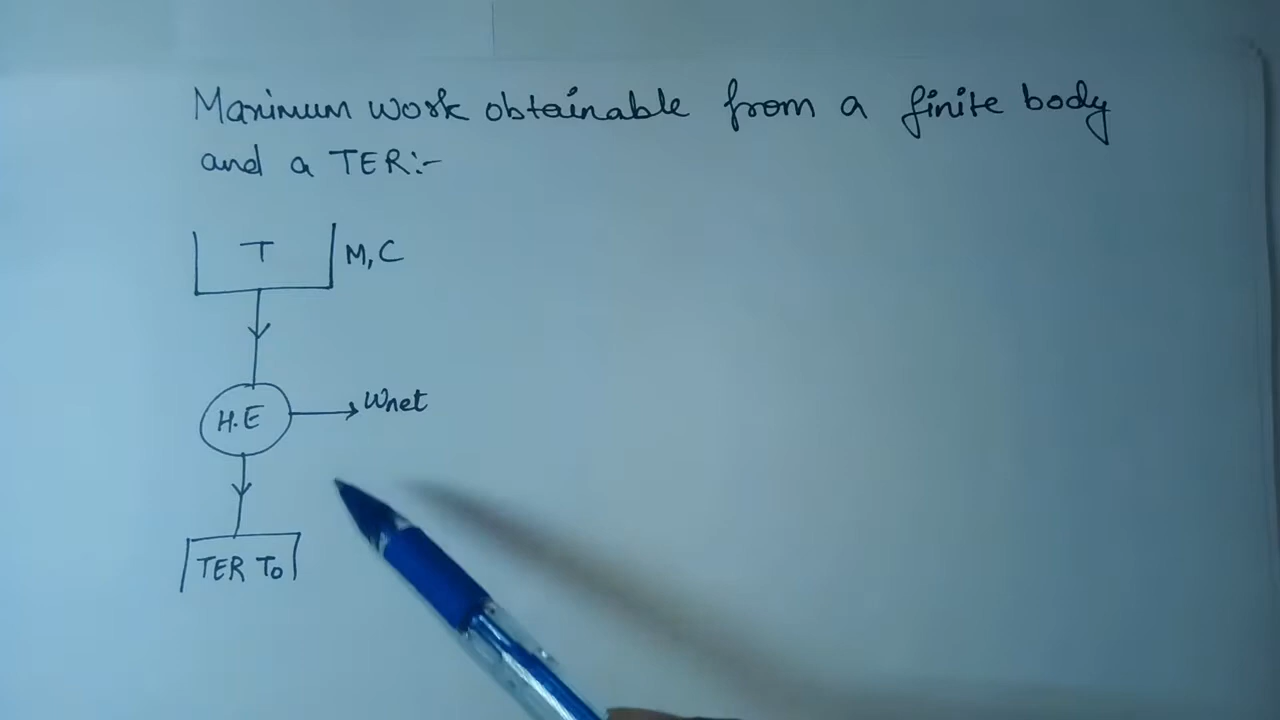 Maximum work obtainable from a finite body
and a TER:-
T
M, C
H.E
Wnet
TER To